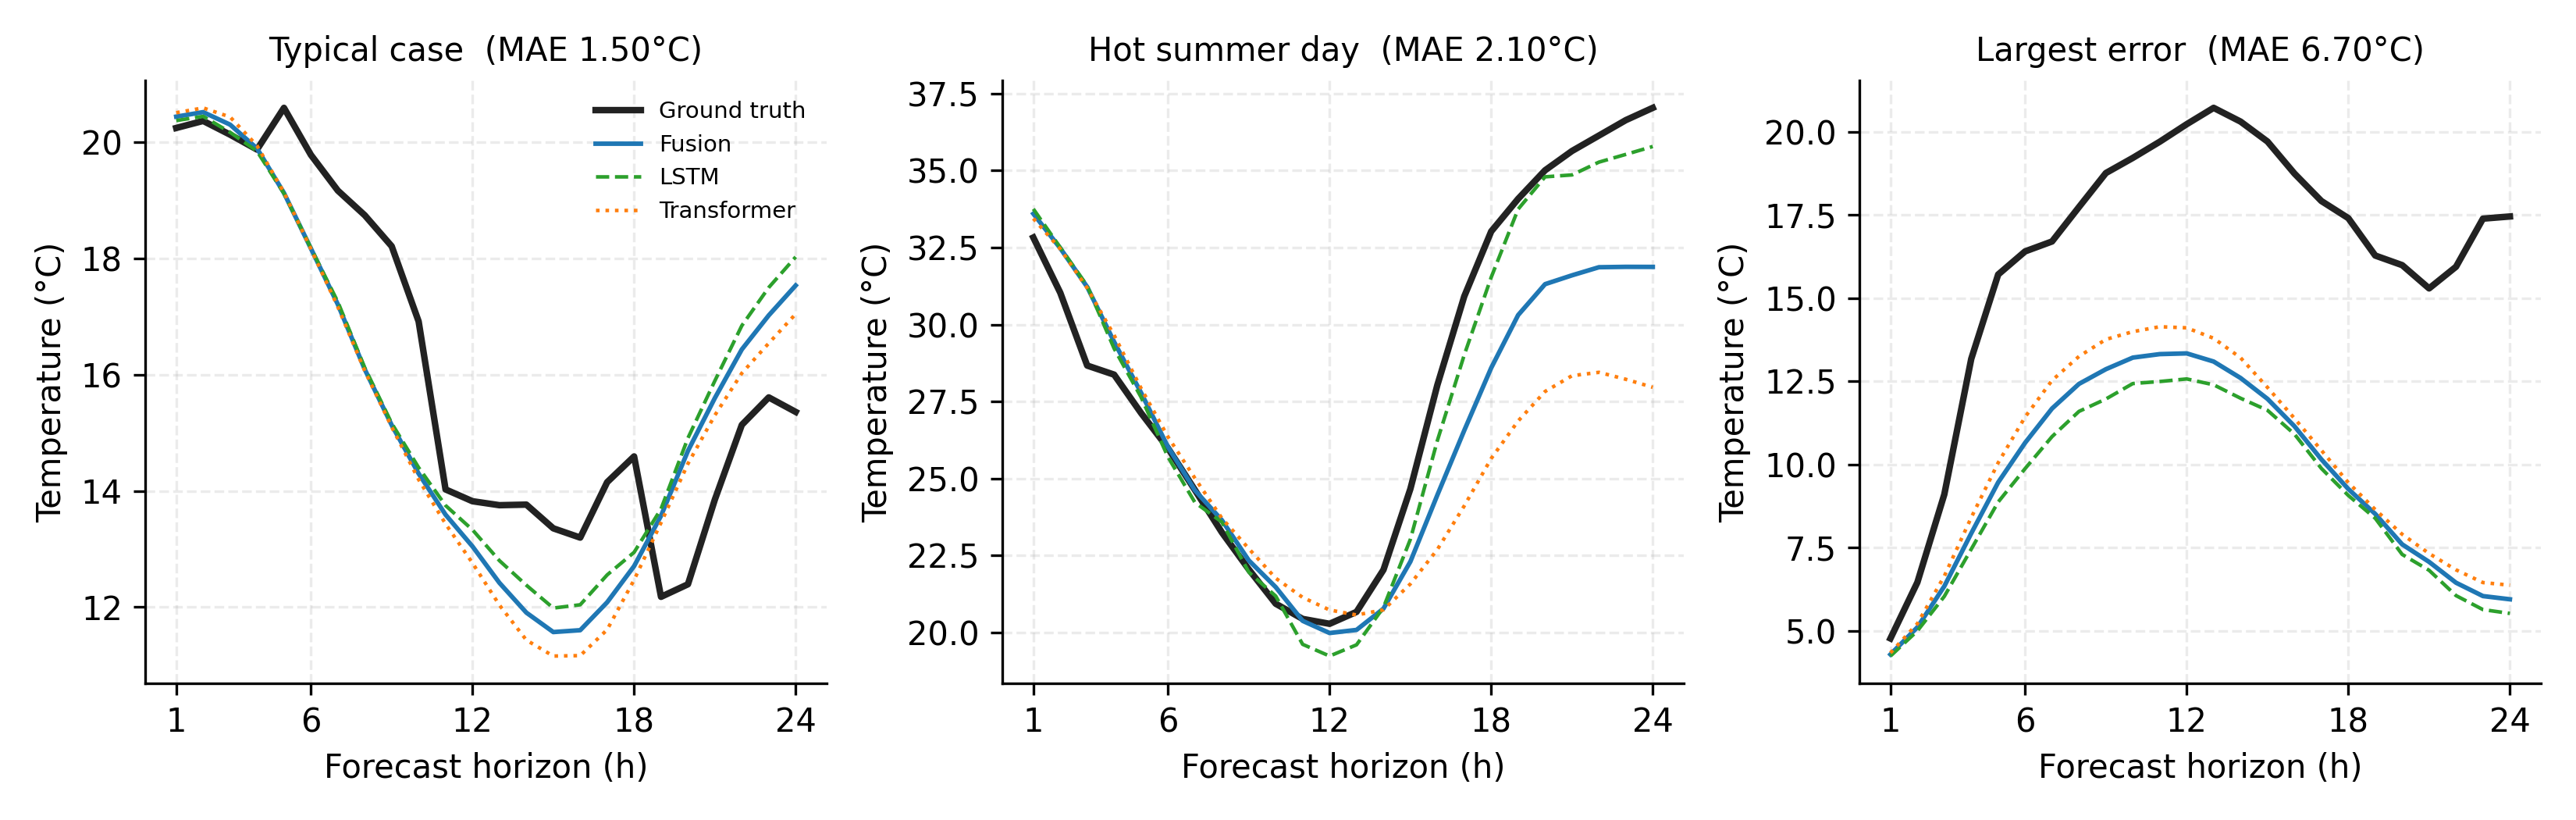 Typical case  (MAE 1.50°C)
Temperature (°C)
20
18
16
14
12
Ground truth
Fusion
LSTM
Transformer
1 6 12 18 24
Forecast horizon (h)
Hot summer day  (MAE 2.10°C)
Temperature (°C)
37.5
35.0
32.5
30.0
27.5
25.0
22.5
20.0
1 6 12 18 24
Forecast horizon (h)
Largest error  (MAE 6.70°C)
Temperature (°C)
20.0
17.5
15.0
12.5
10.0
7.5
5.0
1 6 12 18 24
Forecast horizon (h)